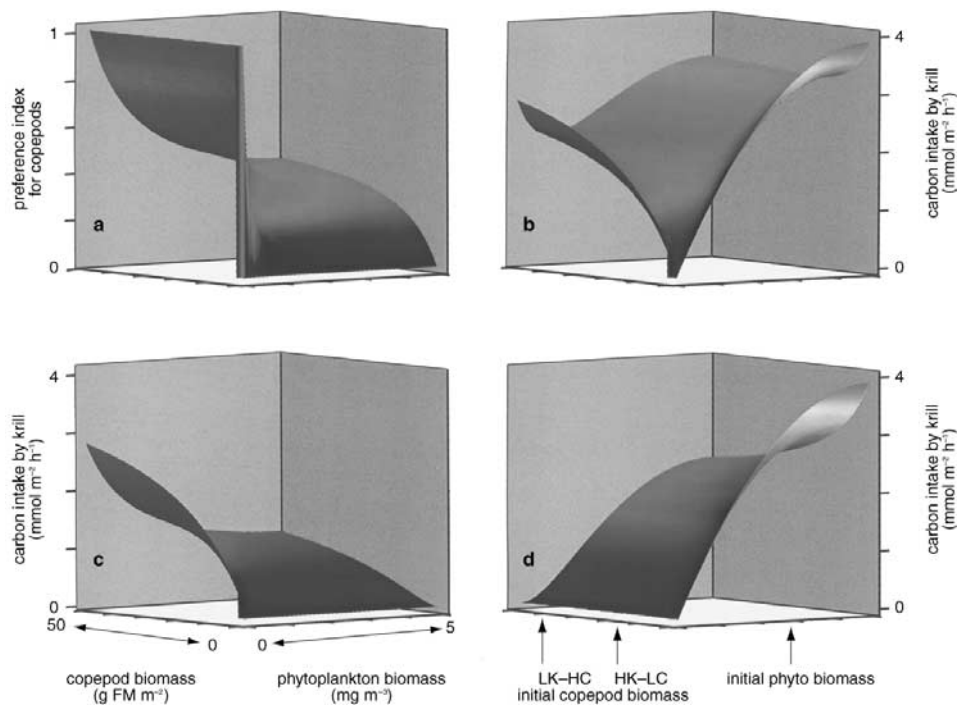 1
preference index
for copepods
a
0
4
carbon intake by krill
(mmol m⁻² h⁻¹)
b
0
4
carbon intake by krill
(mmol m⁻² h⁻¹)
c
0
50
0
0
5
copepod biomass
(g FM m⁻²)
phytoplankton biomass
(mg m⁻³)
4
carbon intake by krill
(mmol m⁻² h⁻¹)
d
0
LK–HC HK–LC
initial copepod biomass
initial phyto biomass